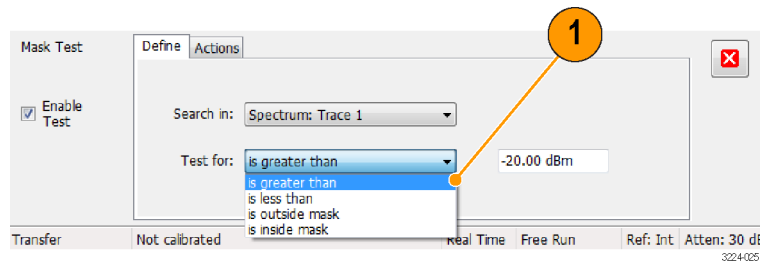 1
Mask Test
Define Actions
Enable
Test
Search in: Spectrum: Trace 1
Test for: is greater than -20.00 dBm
is greater than
is less than
is outside mask
is inside mask
Transfer Not calibrated Real Time Free Run Ref: Int Atten: 30 dB
3224-025